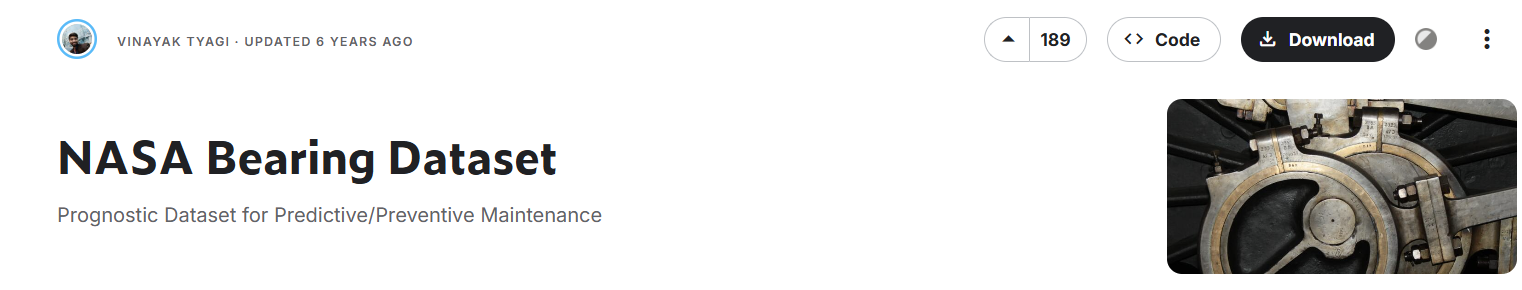 VINAYAK TYAGI · UPDATED 6 YEARS AGO
189
Code
Download
NASA Bearing Dataset
Prognostic Dataset for Predictive/Preventive Maintenance